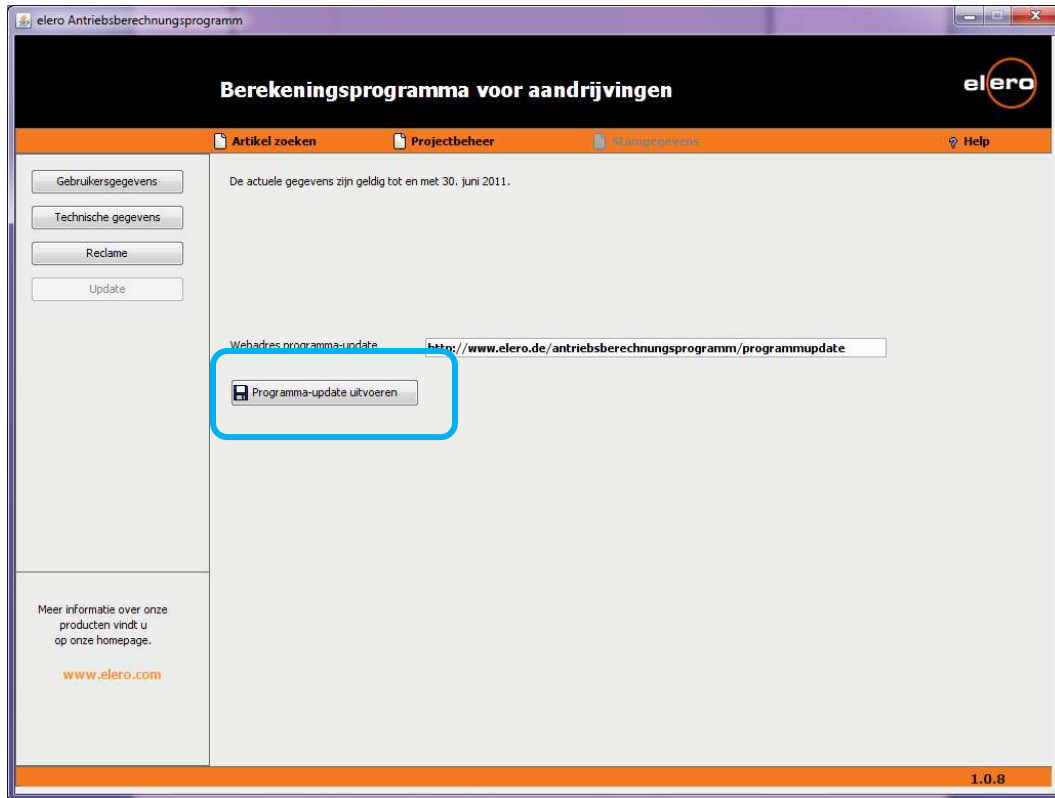 elero Antriebsberechnungsprogramm
Berekeningsprogramma voor aandrijvingen
elero
Artikel zoeken
Projectbeheer
Stamgegevens
Help
Gebruikersgegevens
Technische gegevens
Reclame
Update
De actuele gegevens zijn geldig tot en met 30. juni 2011.
Webadres programma-update
http://www.elero.de/antriebsberechnungsprogramm/programmupdate
Programma-update uitvoeren
Meer informatie over onze
producten vindt u
op onze homepage.
www.elero.com
1.0.8